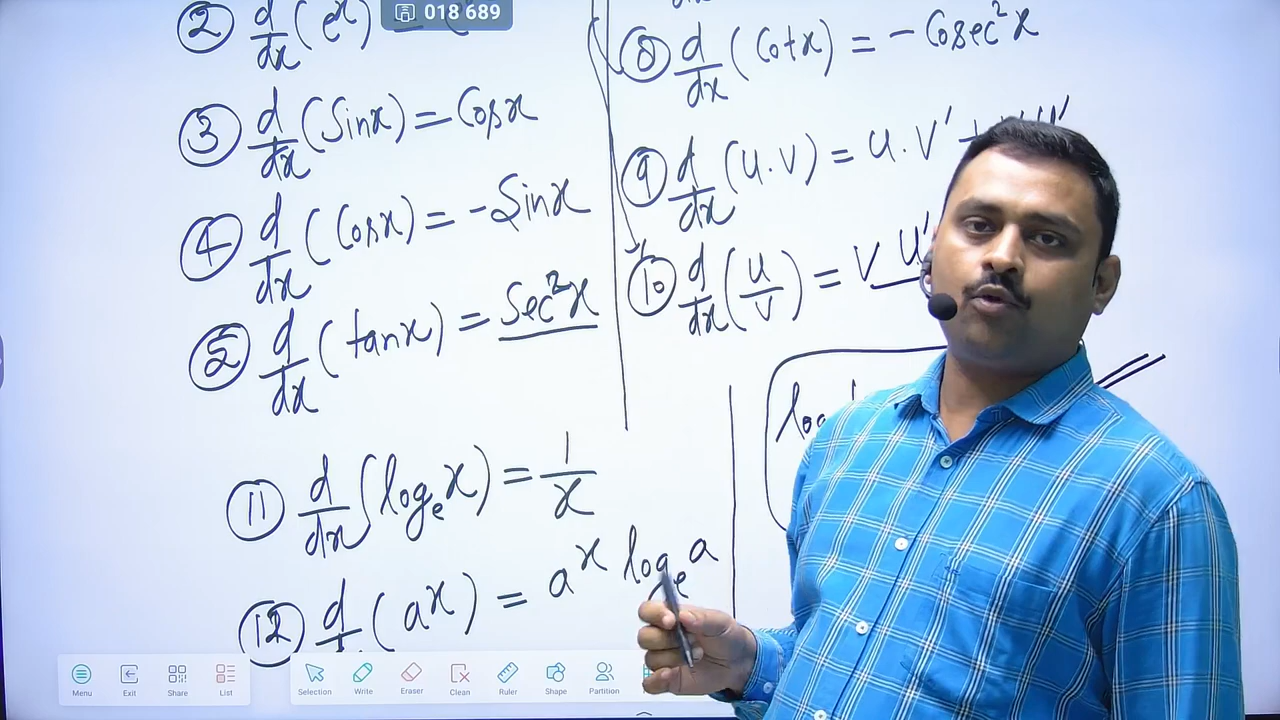 018 689
② d/dx (e^x) =
③ d/dx (Sinx) = Cosx
④ d/dx (Cosx) = -Sinx
⑤ d/dx (tanx) = Sec²x
⑧ d/dx (Cotx) = -Cosec²x
⑨ d/dx (U.V) = U.V' +
⑩ d/dx (U/V) = V U'
log
⑪ d/dx (logₑx) = 1/x
⑫ d/ (a^x) = a^x logₑa
Menu Exit Share List Selection Write Eraser Clean Ruler Shape Partition